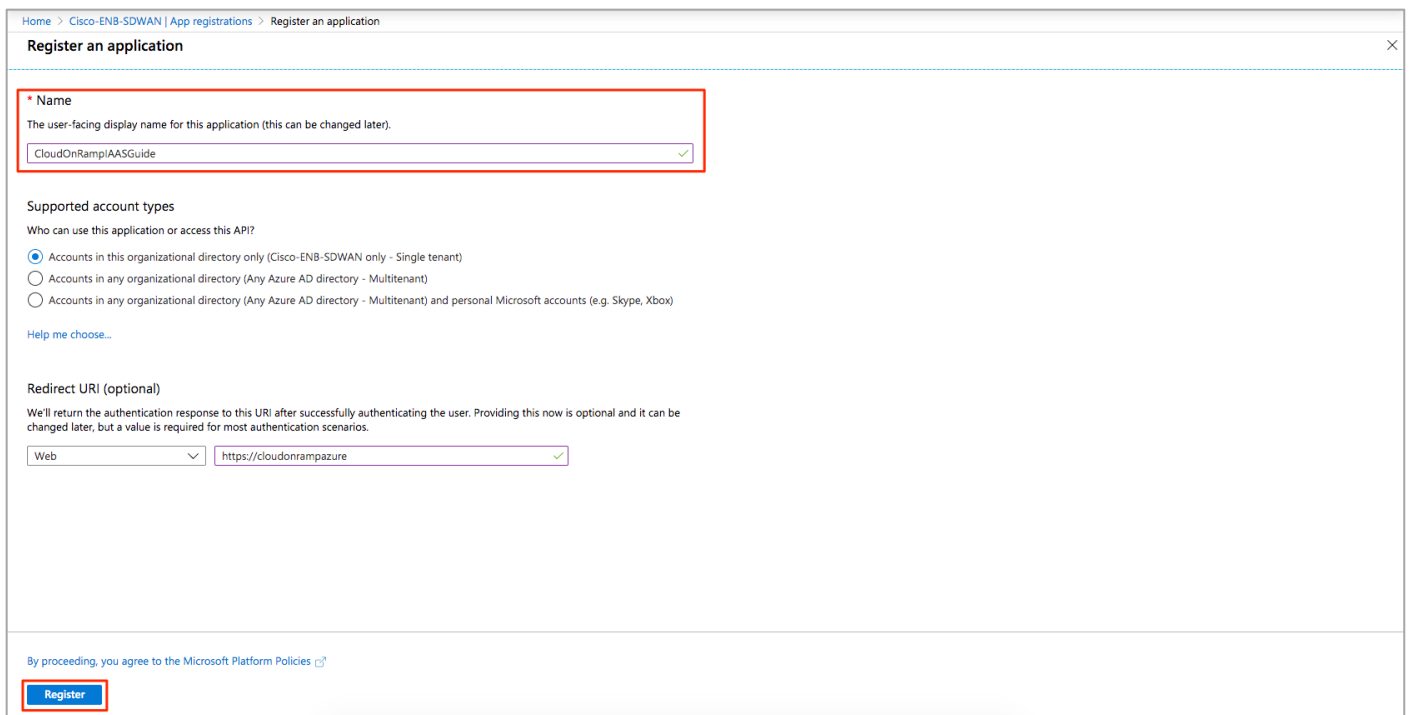 Home > Cisco-ENB-SDWAN | App registrations > Register an application
Register an application
* Name
The user-facing display name for this application (this can be changed later).
CloudOnRampIAASGuide
Supported account types
Who can use this application or access this API?
Accounts in this organizational directory only (Cisco-ENB-SDWAN only - Single tenant)
Accounts in any organizational directory (Any Azure AD directory - Multitenant)
Accounts in any organizational directory (Any Azure AD directory - Multitenant) and personal Microsoft accounts (e.g. Skype, Xbox)
Help me choose...
Redirect URI (optional)
We'll return the authentication response to this URI after successfully authenticating the user. Providing this now is optional and it can be
changed later, but a value is required for most authentication scenarios.
Web https://cloudonrampazure
By proceeding, you agree to the Microsoft Platform Policies
Register